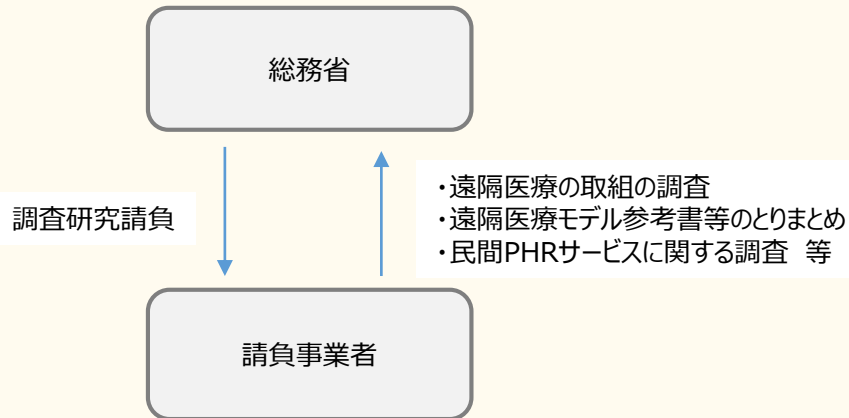 総務省
調査研究請負
・遠隔医療の取組の調査
・遠隔医療モデル参考書等のとりまとめ
・民間PHRサービスに関する調査　等
請負事業者